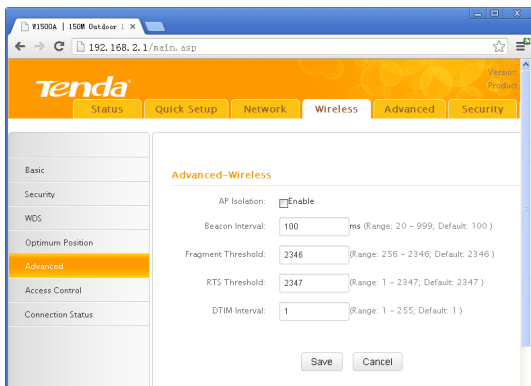 W1500A | 150M Outdoor
192.168.2.1/main.asp
Tenda
Version
Product
Status Quick Setup Network Wireless Advanced Security
Basic
Security
WDS
Optimum Position
Advanced
Access Control
Connection Status
Advanced-Wireless
AP Isolation: Enable
Beacon Interval: 100 ms (Range: 20 - 999; Default: 100 )
Fragment Threshold: 2346 (Range: 256 - 2346; Default: 2346 )
RTS Threshold: 2347 (Range: 1 - 2347; Default: 2347 )
DTIM Interval: 1 (Range: 1 - 255; Default: 1 )
Save Cancel